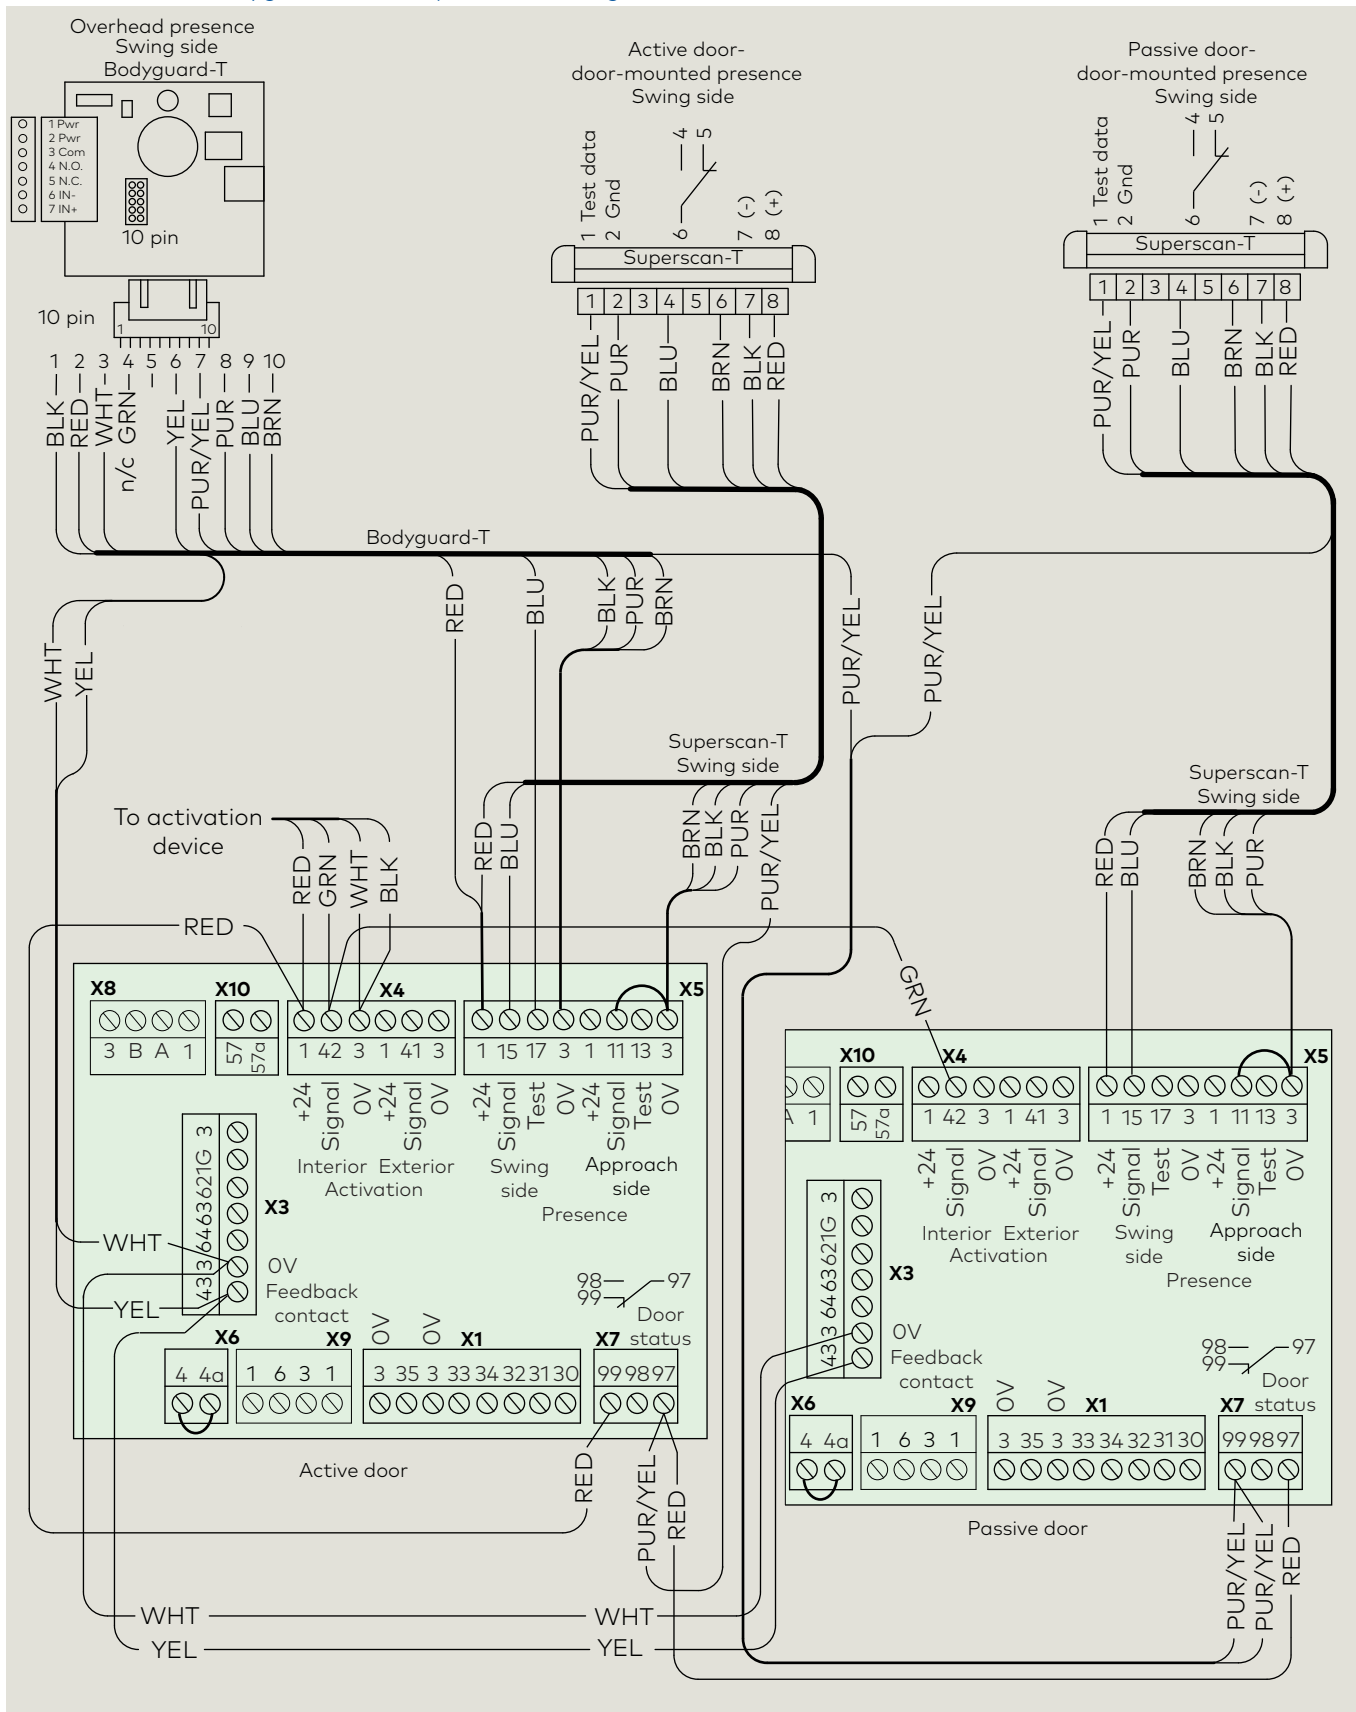 Overhead presence
Swing side
Bodyguard-T
1 Pwr
2 Pwr
3 Com
4 N.O.
5 N.C.
6 IN-
7 IN+
10 pin
10 pin
1 10
1 2 3 4 5 6 7 8 9 10
BLK
RED
WHT
n/c GRN
YEL
PUR/YEL
PUR
BLU
BRN
Active door-
door-mounted presence
Swing side
1 Test data
2 Gnd
4
5
6
7 (-)
8 (+)
Superscan-T
1 2 3 4 5 6 7 8
PUR/YEL
PUR
BLU
BRN
BLK
RED
Passive door-
door-mounted presence
Swing side
1 Test data
2 Gnd
4
5
6
7 (-)
8 (+)
Superscan-T
1 2 3 4 5 6 7 8
PUR/YEL
PUR
BLU
BRN
BLK
RED
Bodyguard-T
WHT
YEL
RED
BLU
BLK
PUR
BRN
PUR/YEL
PUR/YEL
Superscan-T
Swing side
RED
BLU
BRN
BLK
PUR
PUR/YEL
Superscan-T
Swing side
RED
BLU
BRN
BLK
PUR
To activation
device
RED
GRN
WHT
BLK
RED
GRN
X8
3 B A 1
X10
57
57a
X4
1 42 3 1 41 3
+24
Signal
0V
+24
Signal
0V
Interior Exterior
Activation
X5
1 15 17 3 1 11 13 3
+24
Signal
Test
0V
+24
Signal
Test
0V
Swing
side
Approach
side
Presence
X3
3
1G
62
63
64
3
43
0V
Feedback
contact
WHT
YEL
98 97
99
Door
status
X6
4 4a
X9
1 6 3 1
0V
0V
X1
3 35 3 33 34 32 31 30
X7
99 98 97
Active door
RED
PUR/YEL
RED
WHT
WHT
YEL
YEL
A 1
X10
57
57a
X4
1 42 3 1 41 3
+24
Signal
0V
+24
Signal
0V
Interior Exterior
Activation
X5
1 15 17 3 1 11 13 3
+24
Signal
Test
0V
+24
Signal
Test
0V
Swing
side
Approach
side
Presence
X3
3
1G
62
63
64
3
43
0V
Feedback
contact
98 97
99
Door
status
X6
4 4a
X9
1 6 3 1
0V
0V
X1
3 35 3 33 34 32 31 30
X7
99 98 97
Passive door
PUR/YEL
PUR/YEL
RED